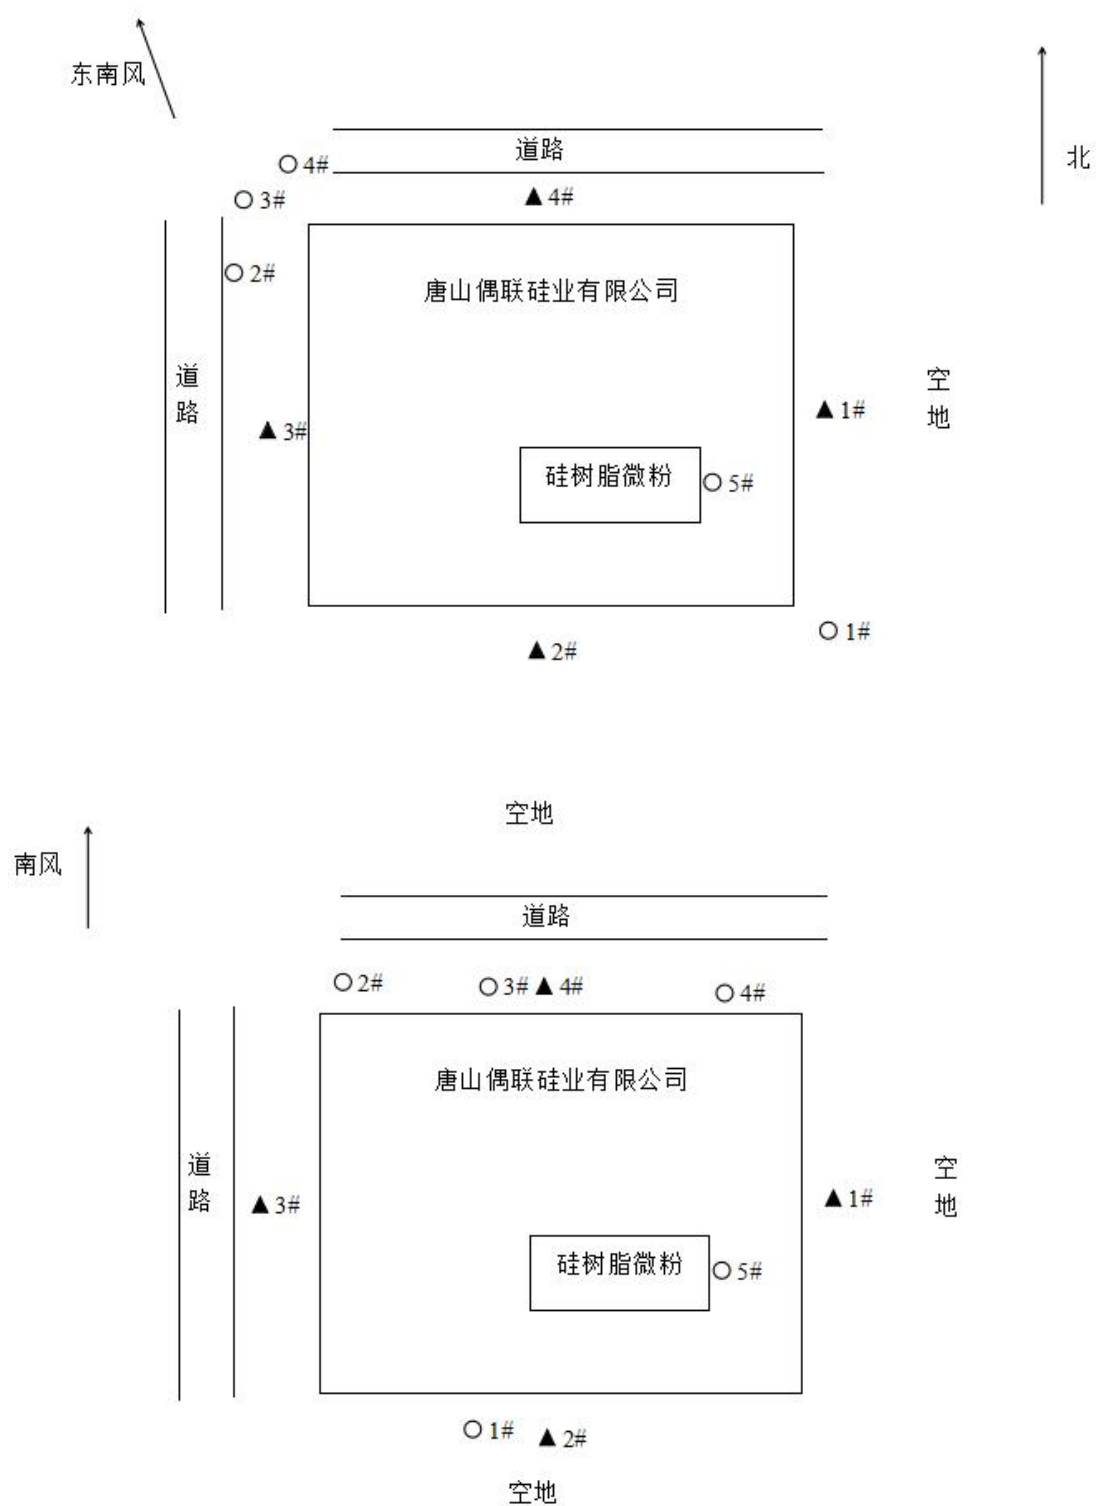 东南风
道路
北
○4#
○3#
▲4#
○2#
唐山偶联硅业有限公司
道路
空地
▲1#
▲3#
硅树脂微粉
○5#
○1#
▲2#
空地
南风
道路
○2#
○3# ▲4#
○4#
唐山偶联硅业有限公司
道路
空地
▲3#
▲1#
硅树脂微粉
○5#
○1# ▲2#
空地